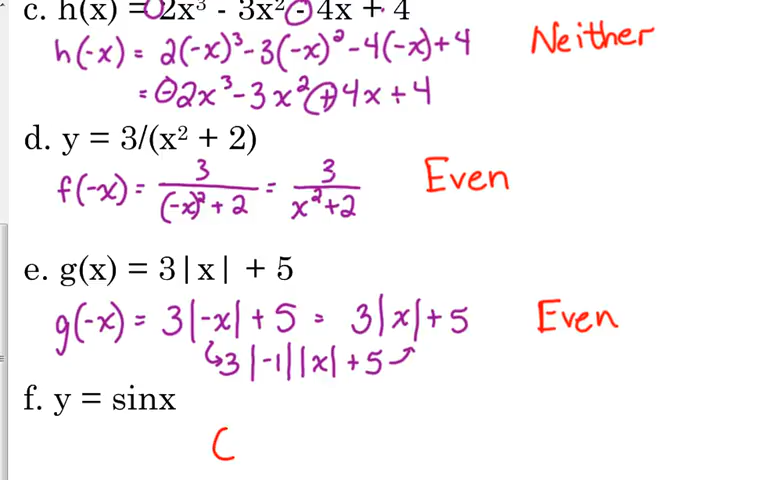 c. h(x) = 2x³ - 3x² - 4x + 4
h(-x) = 2(-x)³ - 3(-x)² - 4(-x) + 4 Neither
= -2x³ - 3x² + 4x + 4
d. y = 3/(x² + 2)
f(-x) = 3/((-x)² + 2) = 3/(x² + 2) Even
e. g(x) = 3|x| + 5
g(-x) = 3|-x| + 5 = 3|x| + 5 Even
↳3|-1||x| + 5
f. y = sinx